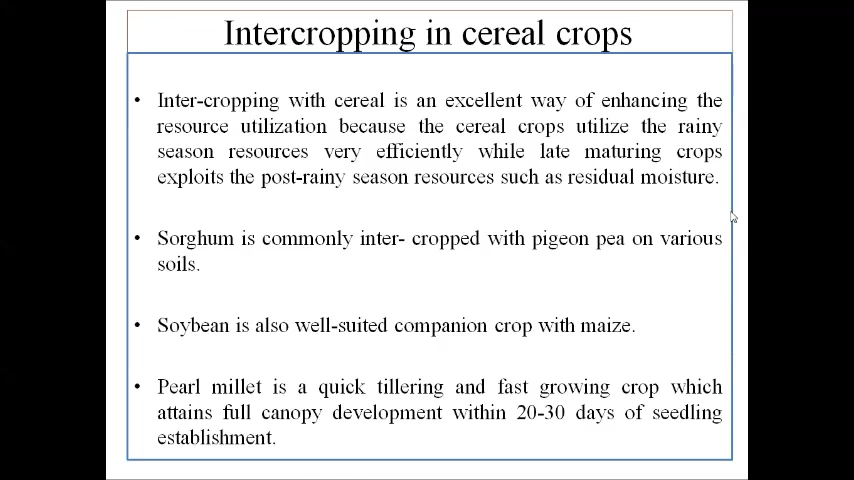 Intercropping in cereal crops
• Inter-cropping with cereal is an excellent way of enhancing the
resource utilization because the cereal crops utilize the rainy
season resources very efficiently while late maturing crops
exploits the post-rainy season resources such as residual moisture.
• Sorghum is commonly inter- cropped with pigeon pea on various
soils.
• Soybean is also well-suited companion crop with maize.
• Pearl millet is a quick tillering and fast growing crop which
attains full canopy development within 20-30 days of seedling
establishment.